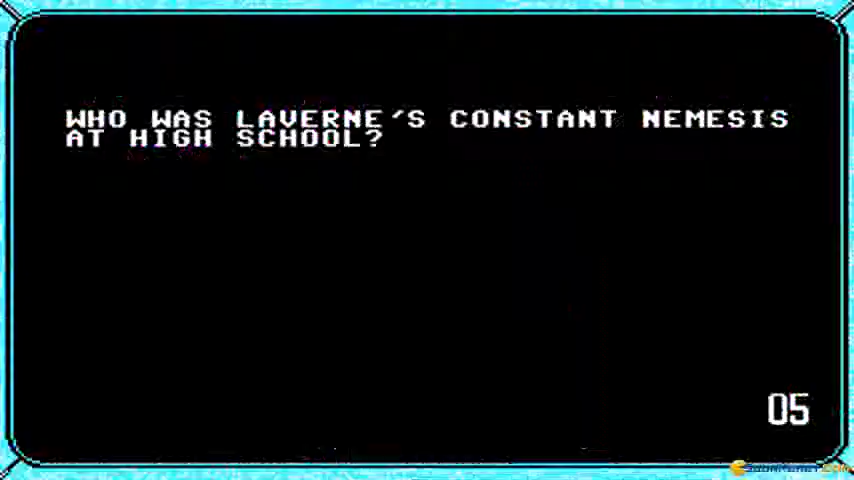 WHO WAS LAVERNE'S CONSTANT NEMESIS
AT HIGH SCHOOL?
05